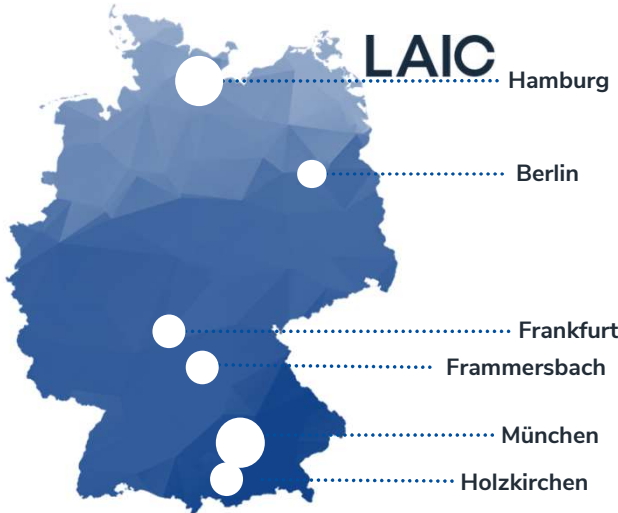 LAIC
Hamburg
Berlin
Frankfurt
Frammersbach
München
Holzkirchen